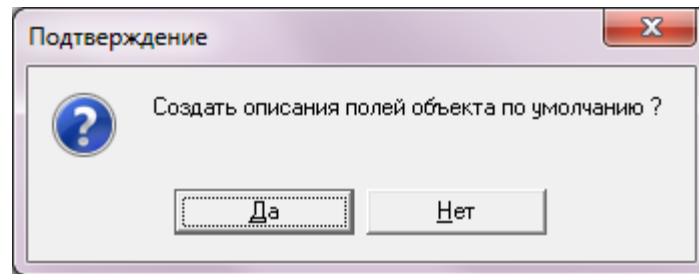 Подтверждение
Создать описания полей объекта по умолчанию ?
Да
Нет